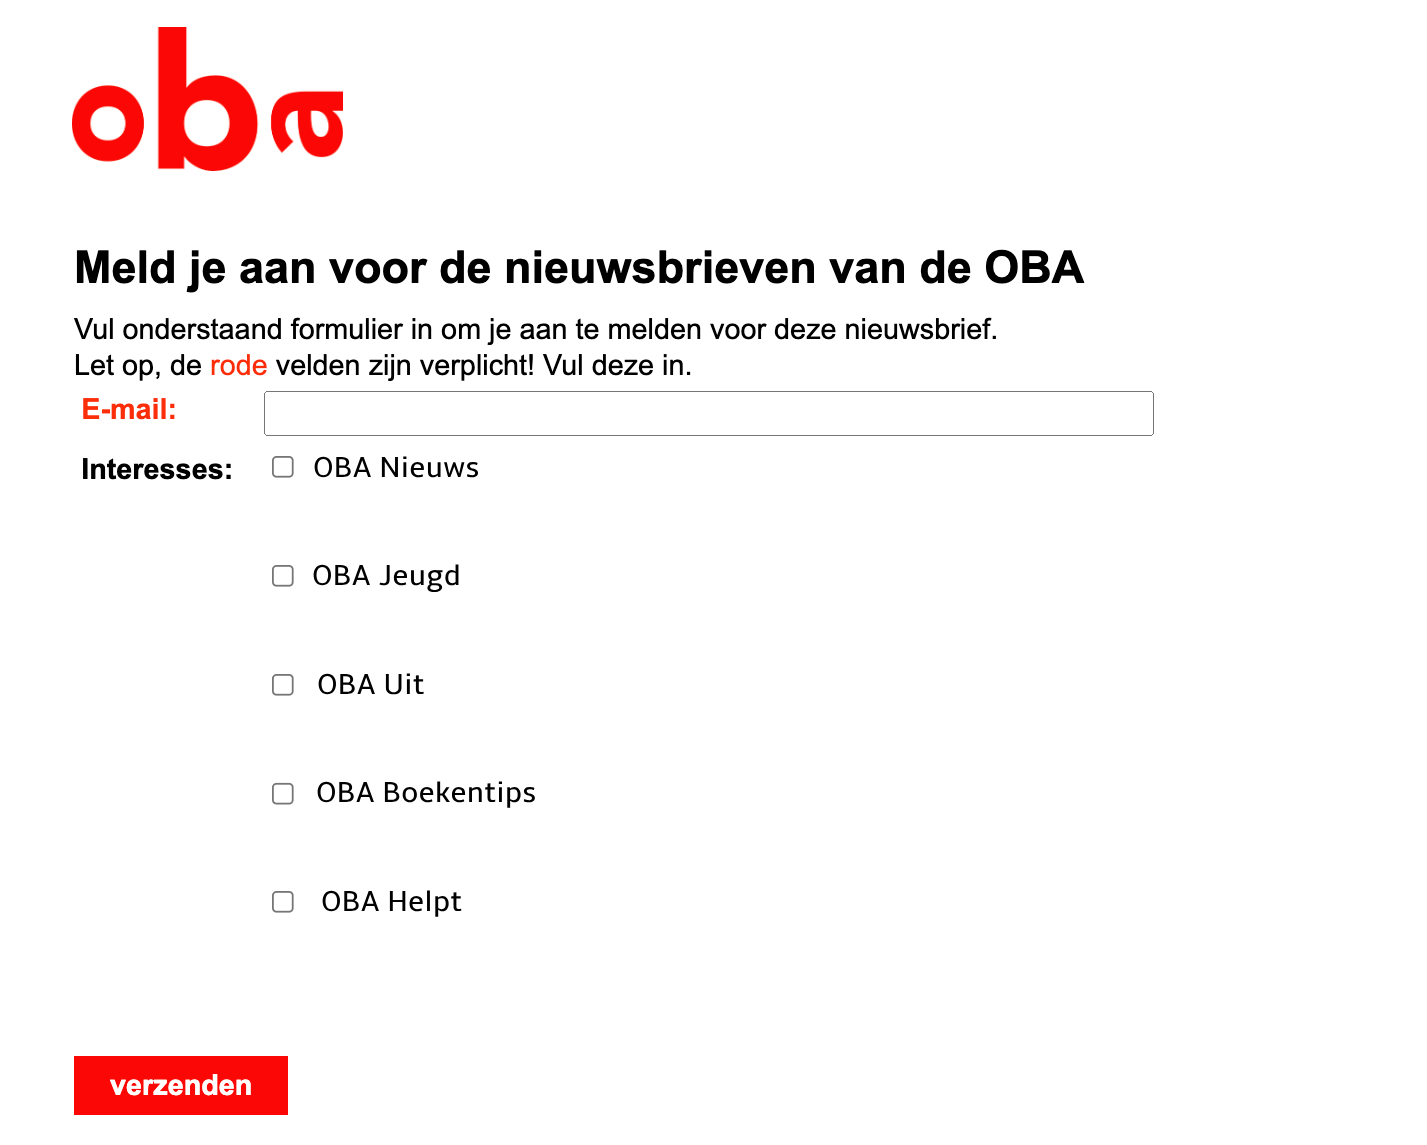 oba
Meld je aan voor de nieuwsbrieven van de OBA
Vul onderstaand formulier in om je aan te melden voor deze nieuwsbrief.
Let op, de rode velden zijn verplicht! Vul deze in.
E-mail:
Interesses: OBA Nieuws
OBA Jeugd
OBA Uit
OBA Boekentips
OBA Helpt
verzenden